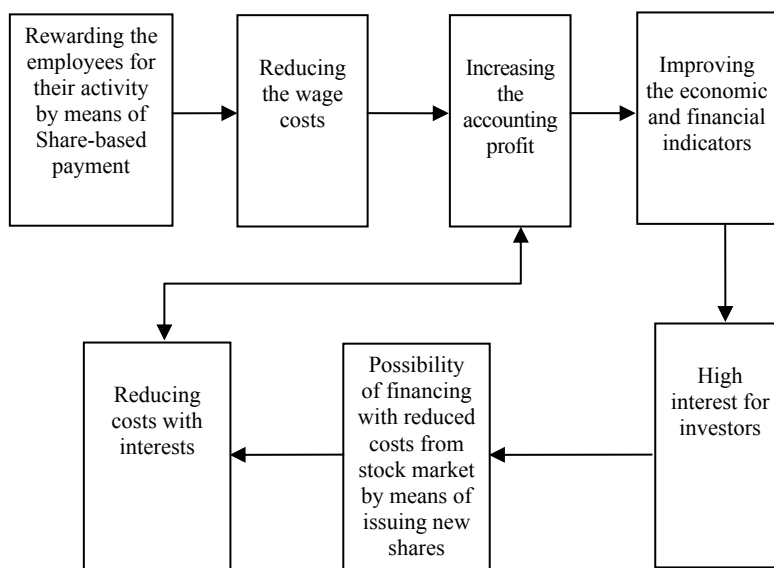 Rewarding the
employees for
their activity
by means of
Share-based
payment
Reducing
the wage
costs
Increasing
the
accounting
profit
Improving
the economic
and financial
indicators
High
interest for
investors
Possibility
of financing
with reduced
costs from
stock market
by means of
issuing new
shares
Reducing
costs with
interests